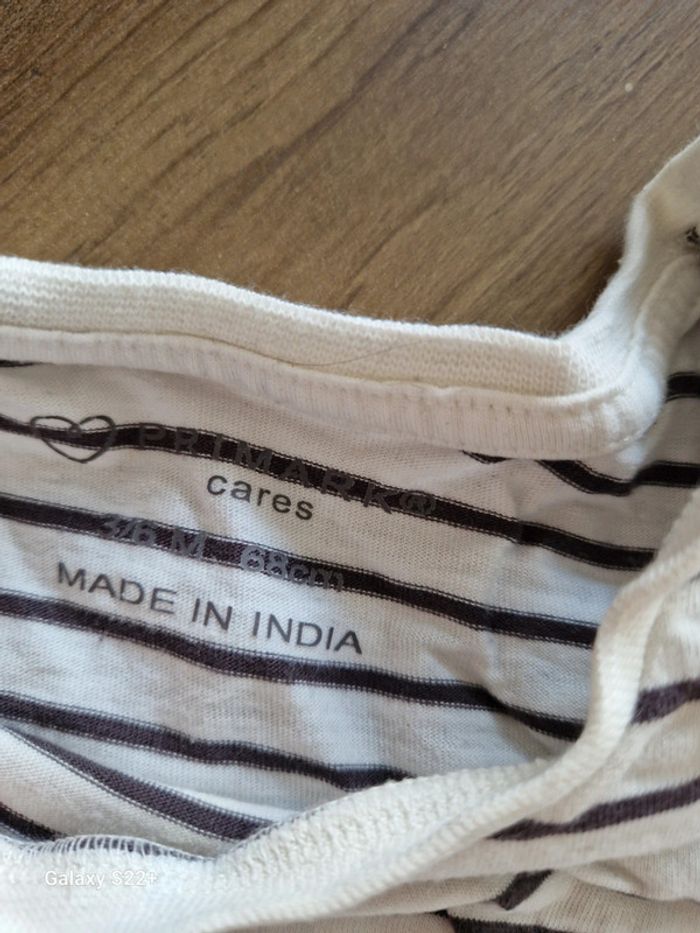 PRIMARK®
cares
3/6 M 68cm
MADE IN INDIA
Galaxy S22+